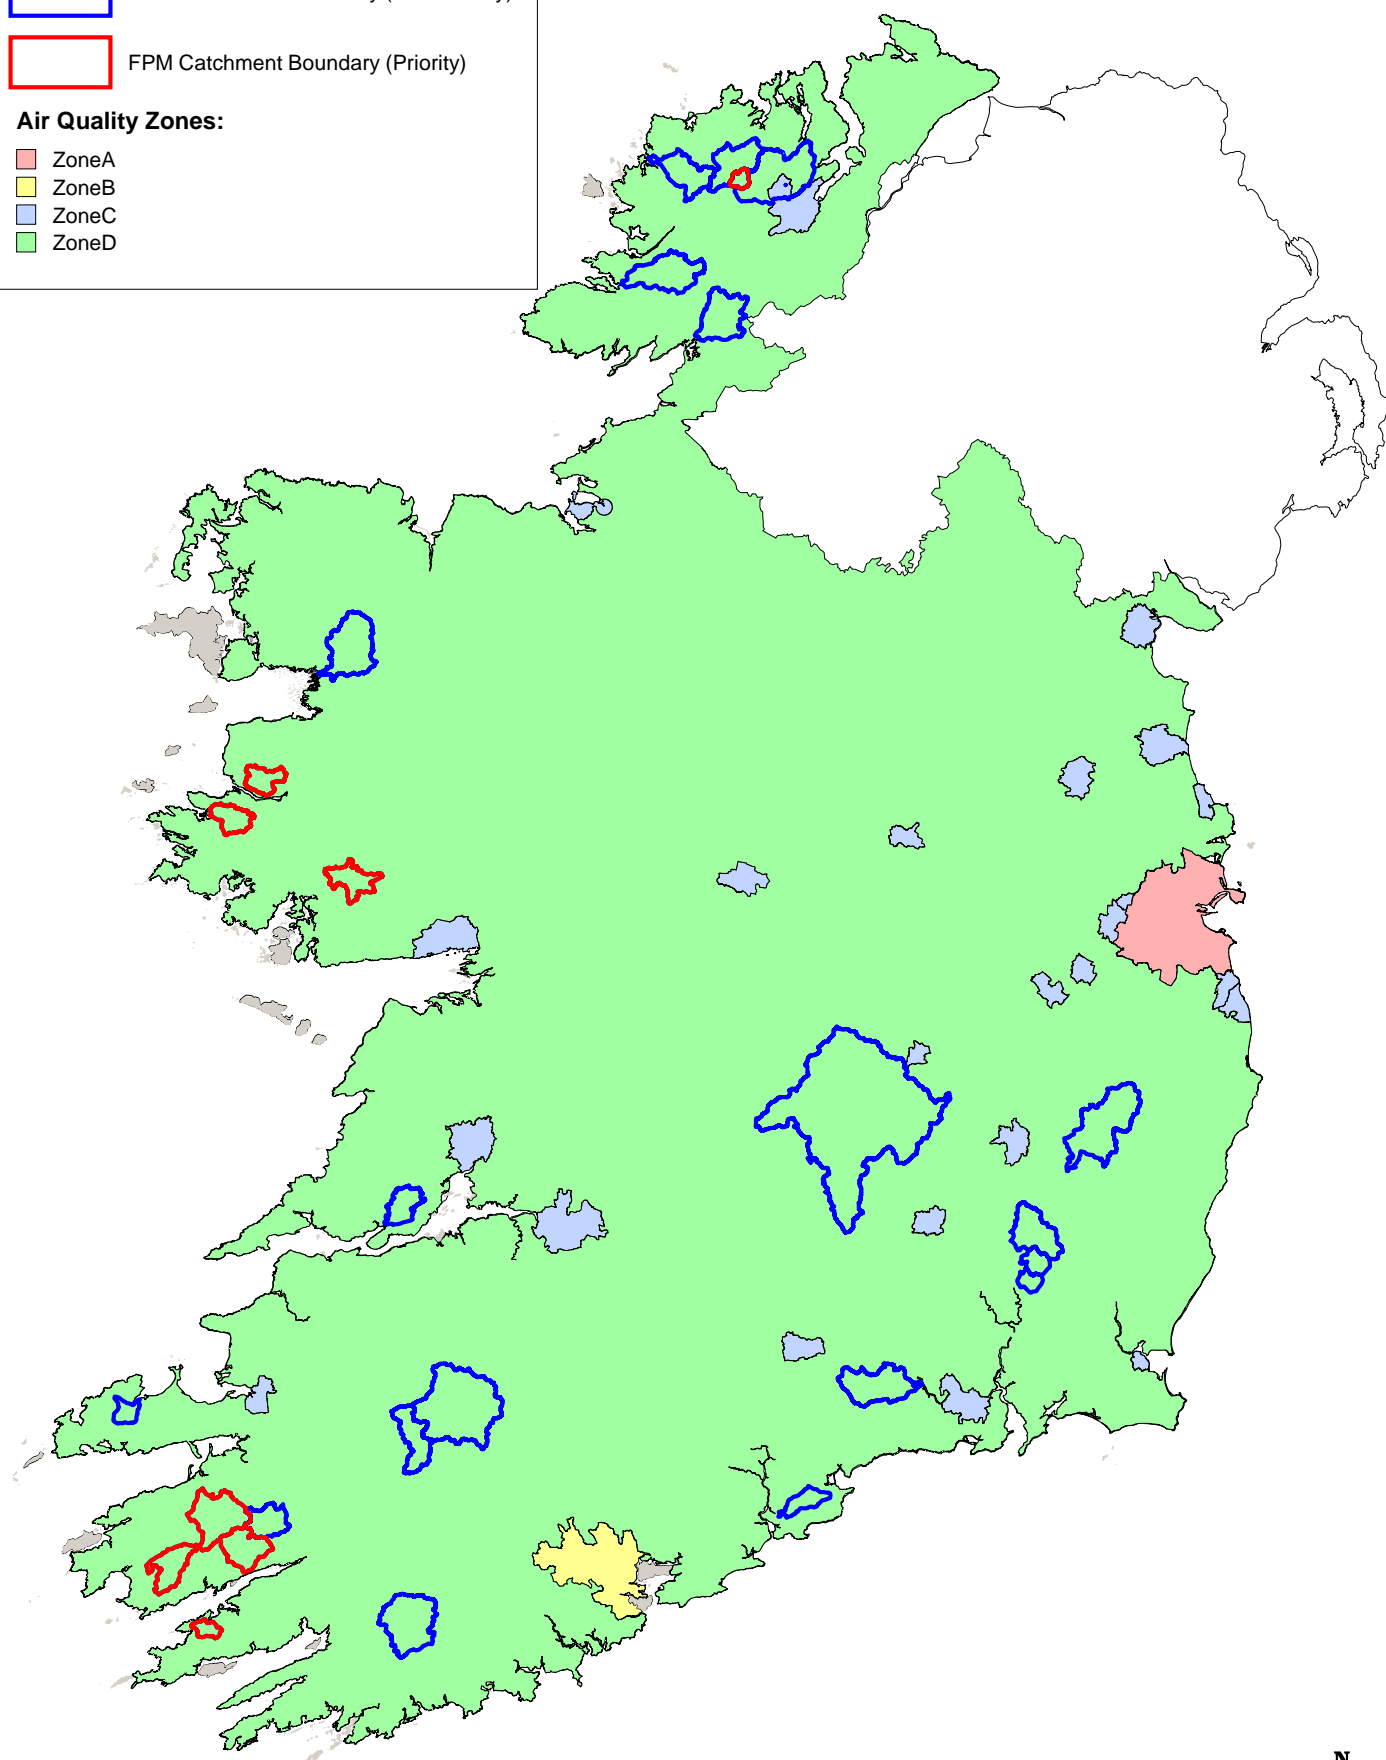 FPM Catchment Boundary (Priority)
Air Quality Zones:
ZoneA
ZoneB
ZoneC
ZoneD
N